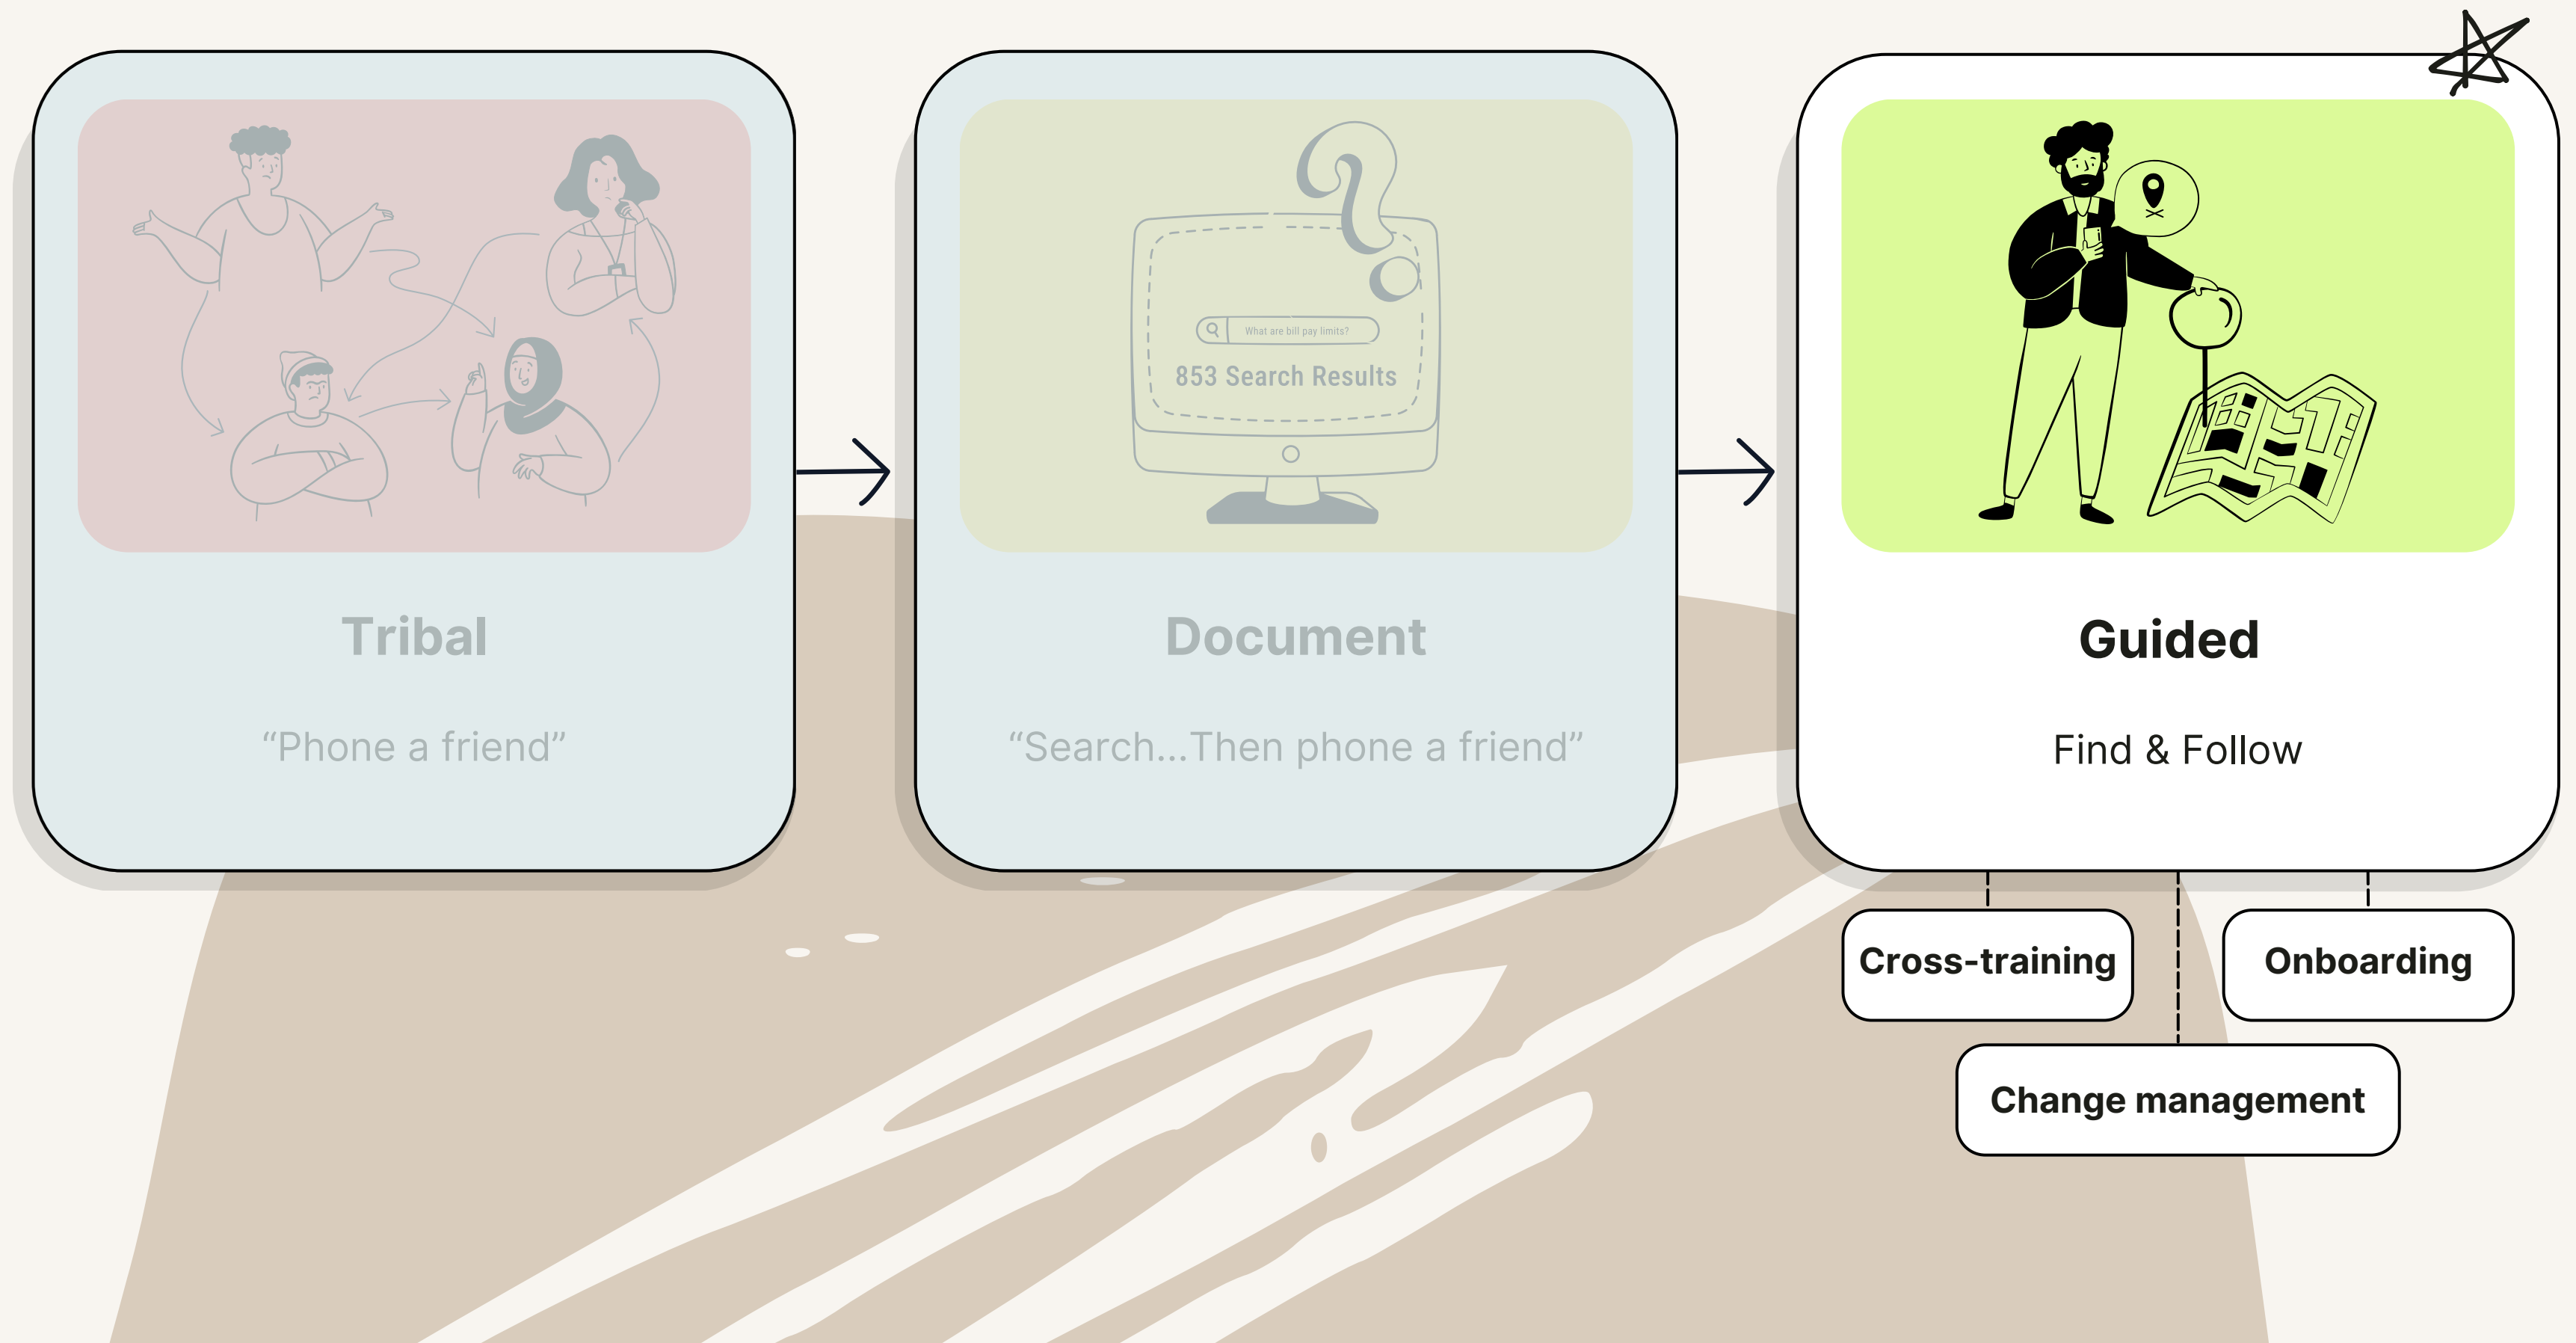 What are bill pay limits?
853 Search Results
Tribal
“Phone a friend”
Document
“Search...Then phone a friend”
Guided
Find & Follow
Cross-training
Onboarding
Change management